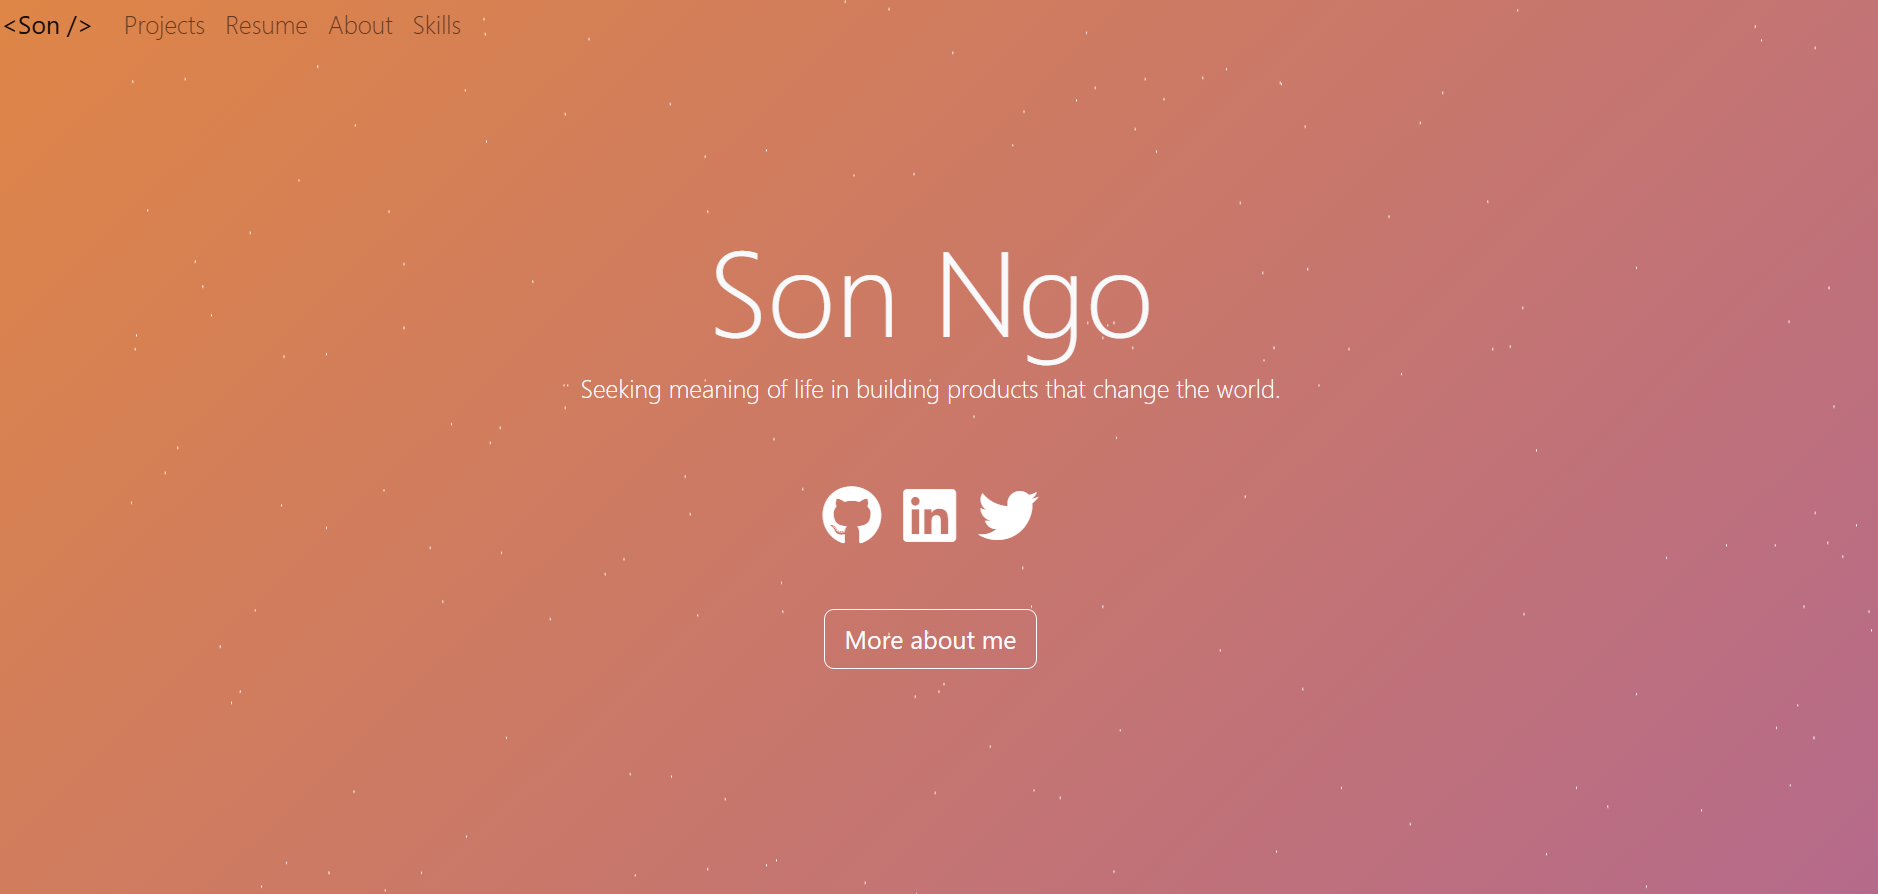 <Son /> Projects Resume About Skills
Son Ngo
Seeking meaning of life in building products that change the world.
in
More about me